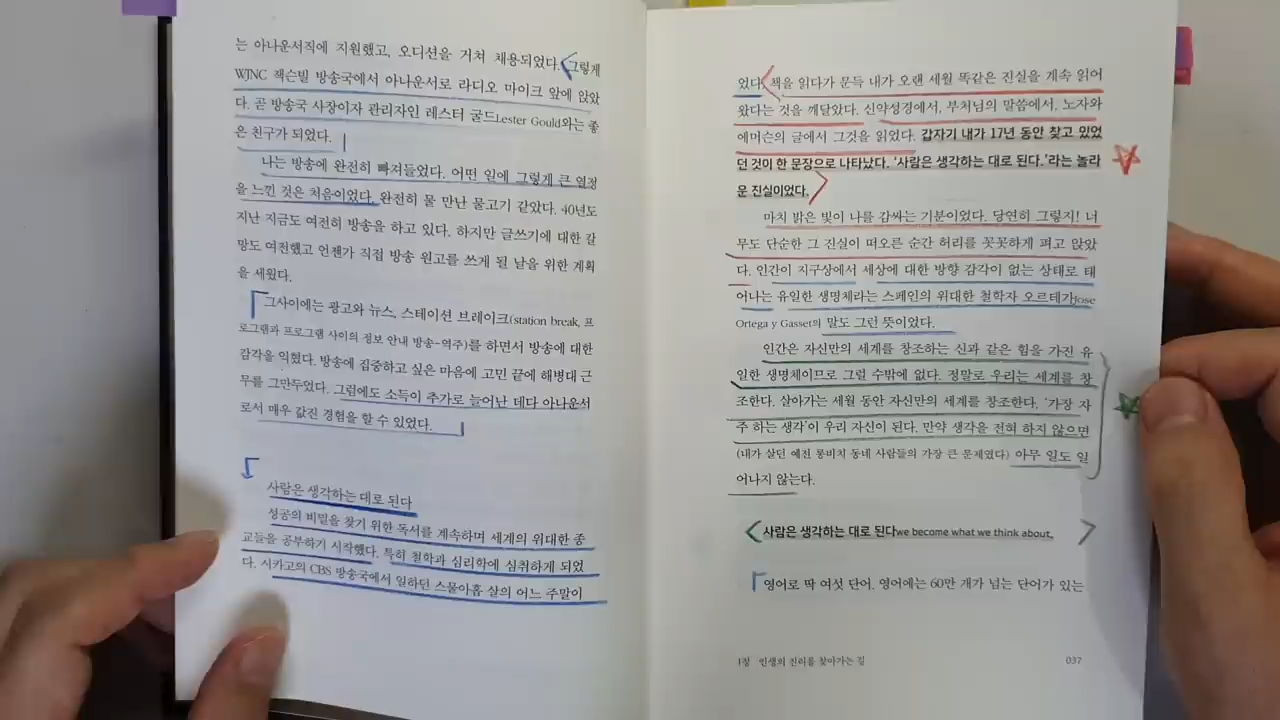 는 아나운서직에 지원했고, 오디션을 거쳐 채용되었다. 그렇게
WJNC 잭슨빌 방송국에서 아나운서로 라디오 마이크 앞에 앉았
다. 곧 방송국 사장이자 관리자인 레스터 굴드Lester Gould와는 좋
은 친구가 되었다.
나는 방송에 완전히 빠져들었다. 어떤 일에 그렇게 큰 열정
을 느낀 것은 처음이었다. 완전히 물 만난 물고기 같았다. 40년도
지난 지금도 여전히 방송을 하고 있다. 하지만 글쓰기에 대한 갈
망도 여전했고 언젠가 직접 방송 원고를 쓰게 될 날을 위한 계획
을 세웠다.
그사이에는 광고와 뉴스, 스테이션 브레이크(station break, 프
로그램과 프로그램 사이의 정보 안내 방송-역주)를 하면서 방송에 대한
감각을 익혔다. 방송에 집중하고 싶은 마음에 고민 끝에 해병대 근
무를 그만두었다. 그럼에도 소득이 추가로 늘어난 데다 아나운서
로서 매우 값진 경험을 할 수 있었다.
사람은 생각하는 대로 된다
성공의 비밀을 찾기 위한 독서를 계속하며 세계의 위대한 종
교들을 공부하기 시작했다. 특히 철학과 심리학에 심취하게 되었
다. 시카고의 CBS 방송국에서 일하던 스물아홉 살의 어느 주말이
었다. 책을 읽다가 문득 내가 오랜 세월 똑같은 진실을 계속 읽어
왔다는 것을 깨달았다. 신약성경에서, 부처님의 말씀에서, 노자와
에머슨의 글에서 그것을 읽었다. 갑자기 내가 17년 동안 찾고 있었
던 것이 한 문장으로 나타났다. '사람은 생각하는 대로 된다.'라는 놀라
운 진실이었다.
마치 밝은 빛이 나를 감싸는 기분이었다. 당연히 그렇지! 너
무도 단순한 그 진실이 떠오른 순간 허리를 꼿꼿하게 펴고 앉았
다. 인간이 지구상에서 세상에 대한 방향 감각이 없는 상태로 태
어나는 유일한 생명체라는 스페인의 위대한 철학자 오르테가Jose
Ortega y Gasset의 말도 그런 뜻이었다.
인간은 자신만의 세계를 창조하는 신과 같은 힘을 가진 유
일한 생명체이므로 그럴 수밖에 없다. 정말로 우리는 세계를 창
조한다. 살아가는 세월 동안 자신만의 세계를 창조한다. '가장 자
주 하는 생각'이 우리 자신이 된다. 만약 생각을 전혀 하지 않으면
(내가 살던 예전 롱비치 동네 사람들의 가장 큰 문제였다) 아무 일도 일
어나지 않는다.
사람은 생각하는 대로 된다we become what we think about.
영어로 딱 여섯 단어. 영어에는 60만 개가 넘는 단어가 있는
1장 인생의 진리를 찾아가는 길 037